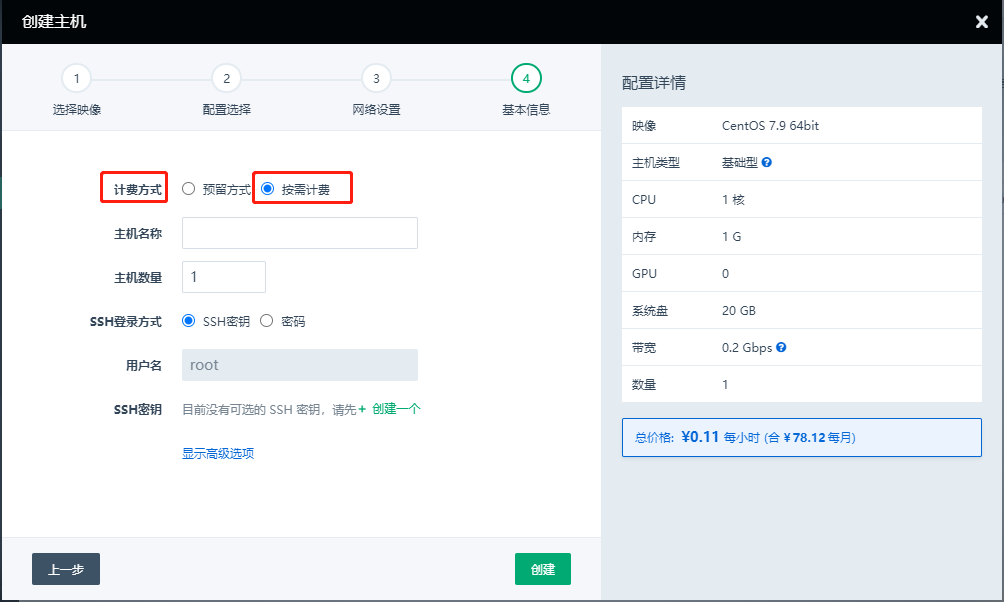 创建主机
1 2 3 4
选择映像 配置选择 网络设置 基本信息
计费方式 预留方式 按需计费
主机名称
主机数量 1
SSH登录方式 SSH密钥 密码
用户名 root
SSH密钥 目前没有可选的 SSH 密钥，请先+ 创建一个
显示高级选项
上一步 创建
配置详情
映像 CentOS 7.9 64bit
主机类型 基础型
CPU 1 核
内存 1 G
GPU 0
系统盘 20 GB
带宽 0.2 Gbps
数量 1
总价格: ¥0.11 每小时 (合 ¥78.12 每月)